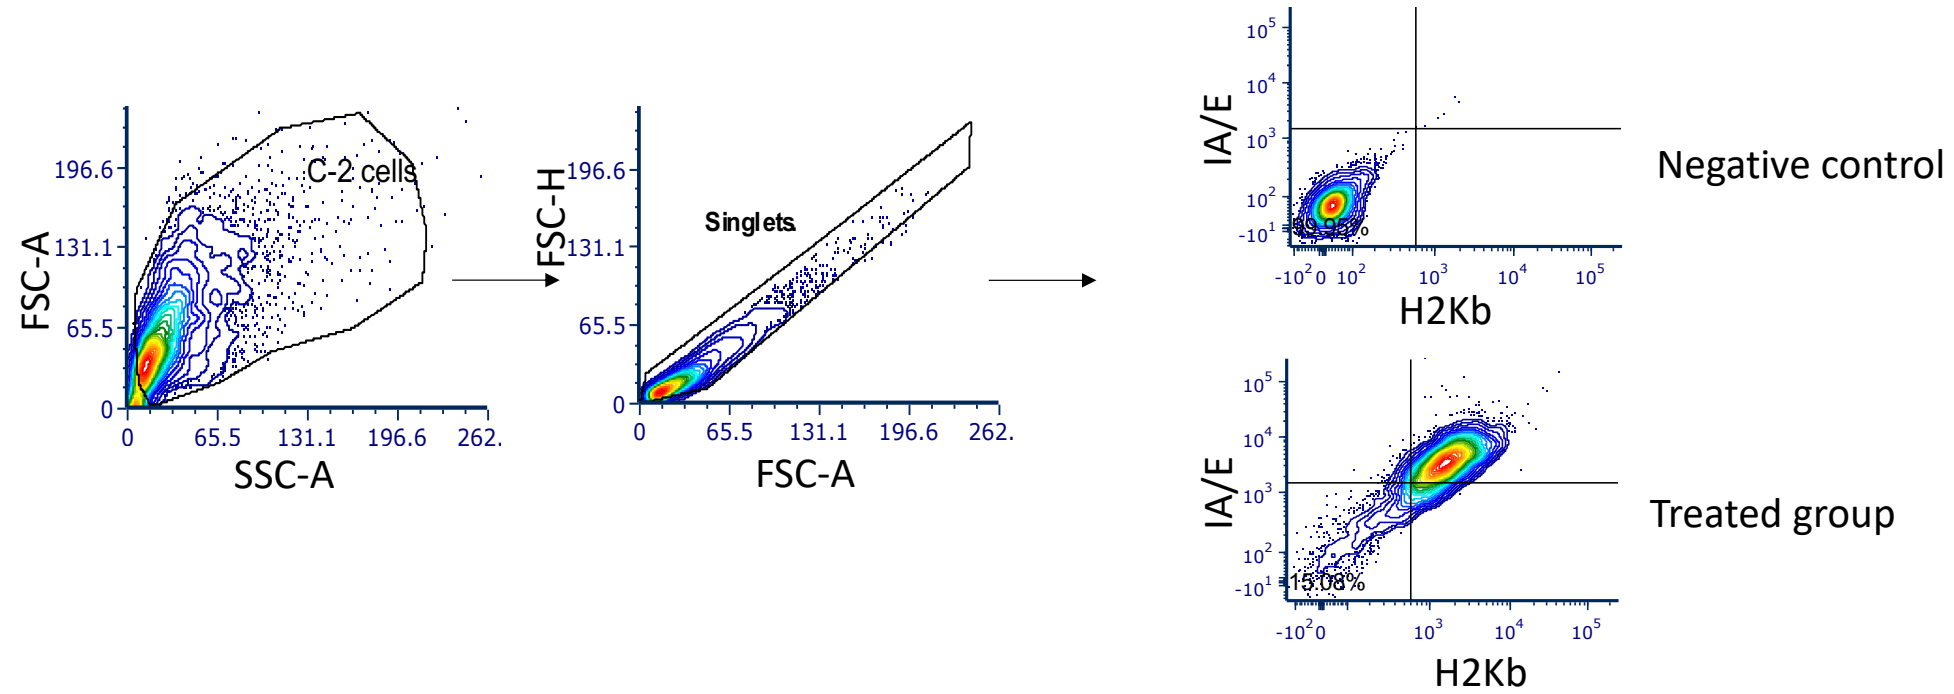 FSC-A
196.6
131.1
65.5
0
C-2 cells
0 65.5 131.1 196.6 262.
SSC-A
FSC-H
196.6
131.1
65.5
0
Singlets
0 65.5 131.1 196.6 262.
FSC-A
IA/E
10^5
10^4
10^3
10^2
-10^1
99.95%
-10^2 0 10^2 10^3 10^4 10^5
H2Kb
Negative control
IA/E
10^5
10^4
10^3
10^2
-10^1
15.08%
-10^2 0 10^3 10^4 10^5
H2Kb
Treated group